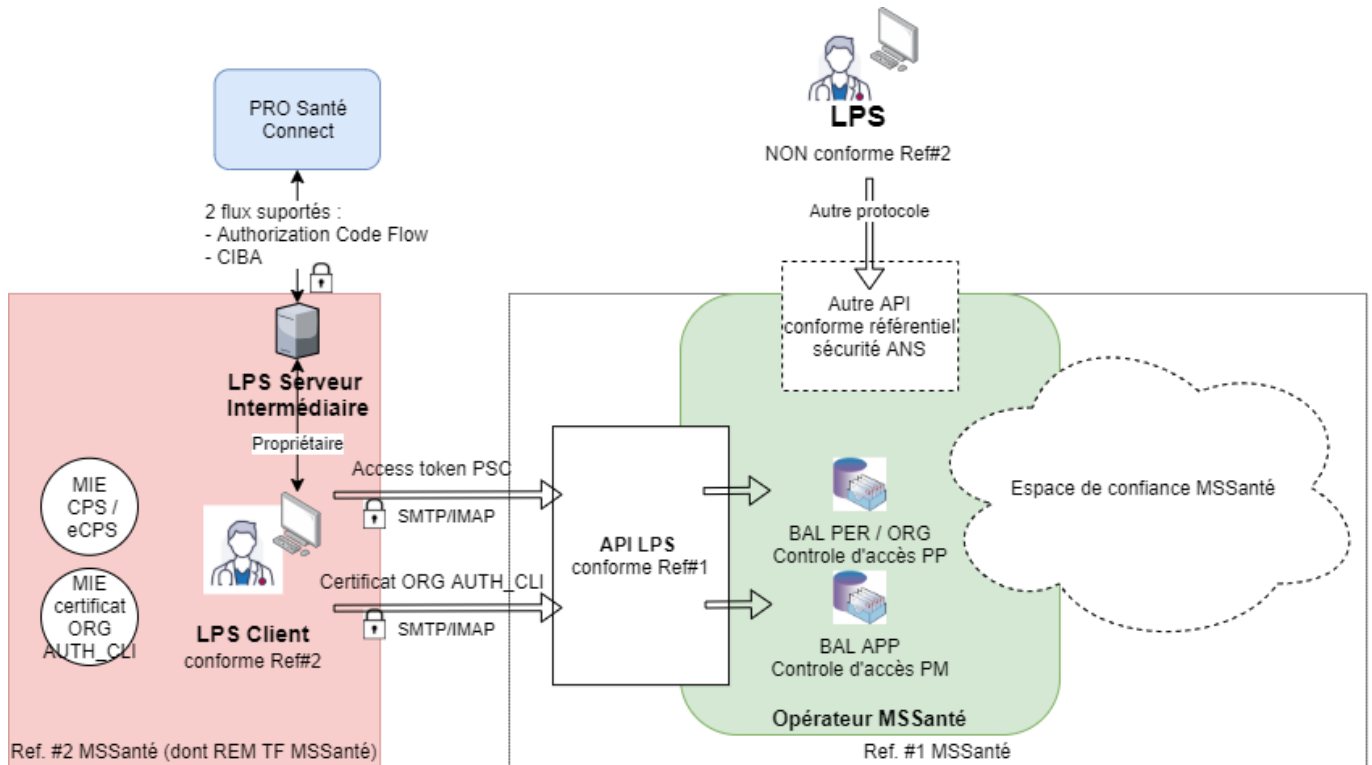 PRO Santé
Connect
2 flux suportés :
- Authorization Code Flow
- CIBA
LPS
NON conforme Ref#2
Autre protocole
Autre API
conforme référentiel
sécurité ANS
LPS Serveur
Intermédiaire
Propriétaire
MIE
CPS /
eCPS
MIE
certificat
ORG
AUTH_CLI
LPS Client
conforme Ref#2
Access token PSC
SMTP/IMAP
Certificat ORG AUTH_CLI
SMTP/IMAP
API LPS
conforme Ref#1
BAL PER / ORG
Controle d'accès PP
BAL APP
Controle d'accès PM
Espace de confiance MSSanté
Opérateur MSSanté
Ref. #2 MSSanté (dont REM TF MSSanté)
Ref. #1 MSSanté